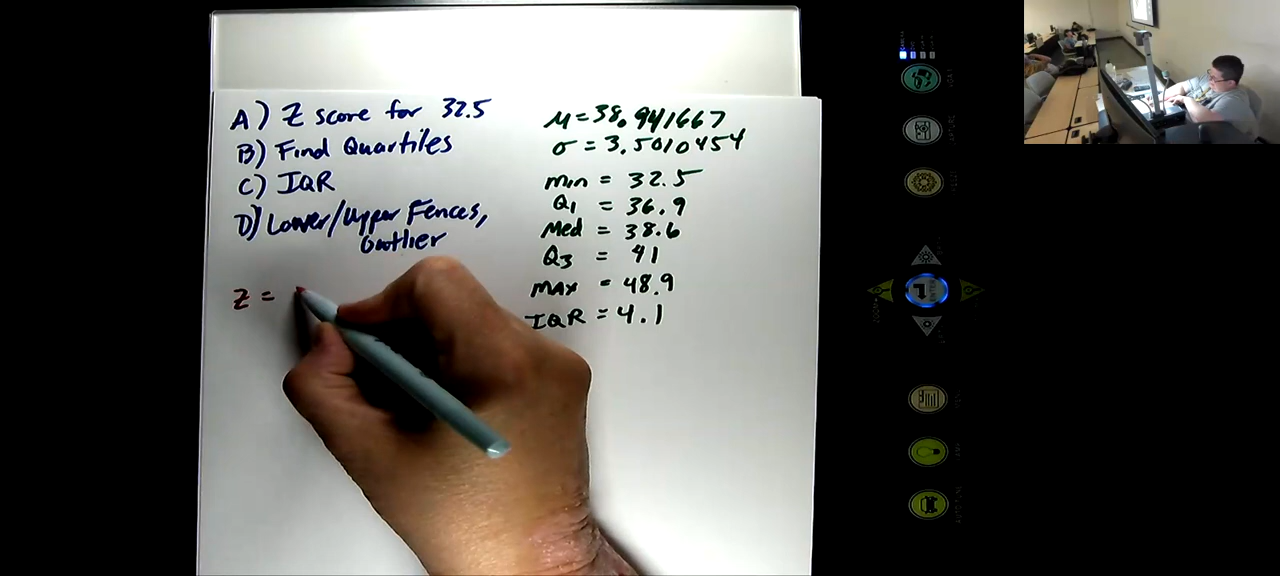 A) Z score for 32.5
B) Find Quartiles
C) IQR
D) Lower/Upper Fences,
Outlier
Z =
μ = 38.941667
σ = 3.5010454
min = 32.5
Q1 = 36.9
Med = 38.6
Q3 = 41
MAX = 48.9
IQR = 4.1